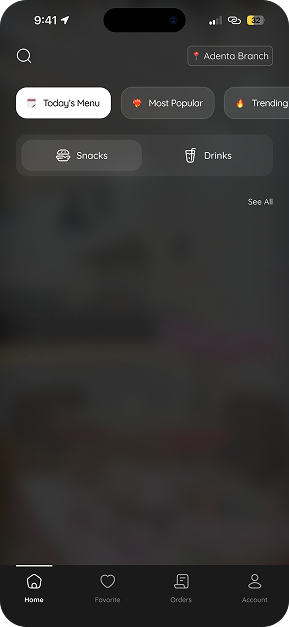 9:41 32
Adenta Branch
Today's Menu Most Popular Trending
Snacks Drinks
See All
Home Favorite Orders Account